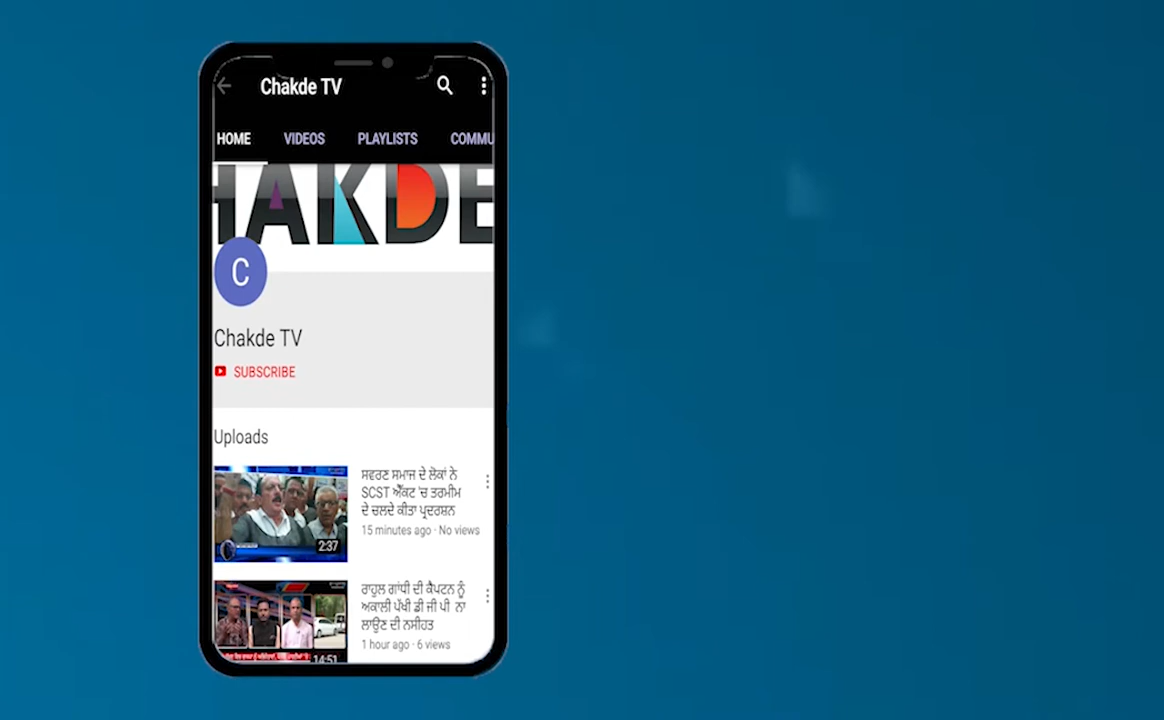 Chakde TV
HOME VIDEOS PLAYLISTS COMMU
HAKDE
C
Chakde TV
SUBSCRIBE
Uploads
ਸਵਰਣ ਸਮਾਜ ਦੇ ਲੋਕਾਂ ਨੇ
SCST ਐਕਟ 'ਚ ਤਰਮੀਮ
ਦੇ ਚਲਦੇ ਕੀਤਾ ਪ੍ਰਦਰਸ਼ਨ
15 minutes ago · No views
2:37
ਰਾਹੁਲ ਗਾਂਧੀ ਦੀ ਕੈਪਟਨ ਨੂੰ
ਅਕਾਲੀ ਪੱਖੀ ਡੀ ਜੀ ਪੀ ਨਾ
ਲਾਉਣ ਦੀ ਨਸੀਹਤ
1 hour ago · 6 views
14:51